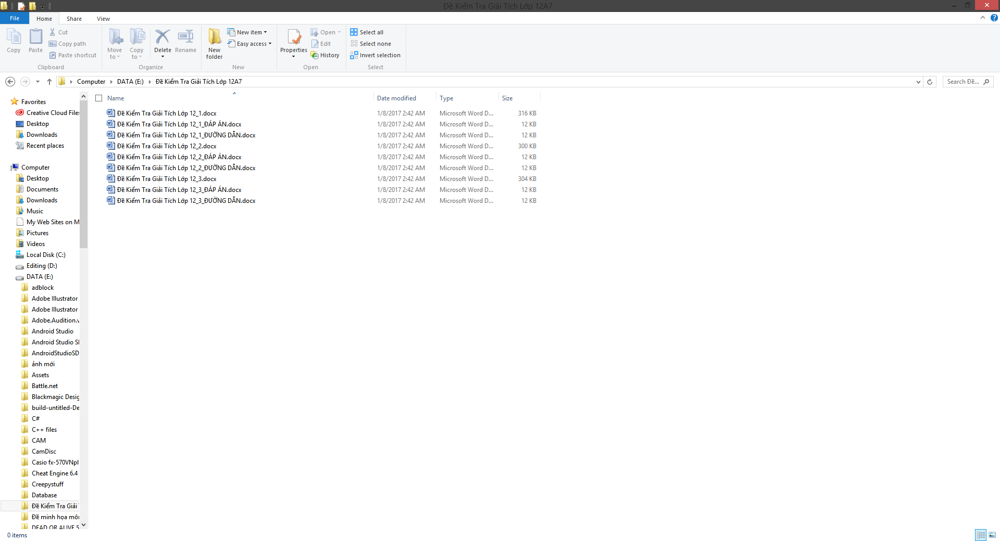 Đề Kiểm Tra Giải Tích Lớp 12A7
File Home Share View
Copy
Paste
Cut
Copy path
Paste shortcut
Clipboard
Move to
Copy to
Delete
Rename
Organize
New folder
New item
Easy access
New
Properties
Open
Edit
History
Open
Select all
Select none
Invert selection
Select
Computer DATA (E:) Đề Kiểm Tra Giải Tích Lớp 12A7
Search Đề...
Favorites
Creative Cloud Files
Desktop
Downloads
Recent places
Computer
Desktop
Documents
Downloads
Music
My Web Sites on M
Pictures
Videos
Local Disk (C:)
Editing (D:)
DATA (E:)
adblock
Adobe Illustrator
Adobe Illustrator
Adobe.Audition.v
Android Studio
Android Studio SI
AndroidStudioSD
ảnh mới
Assets
Battle.net
Blackmagic Desig
build-untitled-De
C#
C++ files
CAM
CamDisc
Casio fx-570VNpl
Cheat Engine 6.4
Creepystuff
Database
Đề Kiểm Tra Giải
Đề minh họa môn
DEAD OR ALIVE 5
Name Date modified Type Size
Đề Kiểm Tra Giải Tích Lớp 12_1.docx 1/8/2017 2:42 AM Microsoft Word D... 316 KB
Đề Kiểm Tra Giải Tích Lớp 12_1_ĐÁP ÁN.docx 1/8/2017 2:42 AM Microsoft Word D... 12 KB
Đề Kiểm Tra Giải Tích Lớp 12_1_ĐƯỜNG DẪN.docx 1/8/2017 2:42 AM Microsoft Word D... 12 KB
Đề Kiểm Tra Giải Tích Lớp 12_2.docx 1/8/2017 2:42 AM Microsoft Word D... 300 KB
Đề Kiểm Tra Giải Tích Lớp 12_2_ĐÁP ÁN.docx 1/8/2017 2:42 AM Microsoft Word D... 12 KB
Đề Kiểm Tra Giải Tích Lớp 12_2_ĐƯỜNG DẪN.docx 1/8/2017 2:42 AM Microsoft Word D... 12 KB
Đề Kiểm Tra Giải Tích Lớp 12_3.docx 1/8/2017 2:42 AM Microsoft Word D... 304 KB
Đề Kiểm Tra Giải Tích Lớp 12_3_ĐÁP ÁN.docx 1/8/2017 2:42 AM Microsoft Word D... 12 KB
Đề Kiểm Tra Giải Tích Lớp 12_3_ĐƯỜNG DẪN.docx 1/8/2017 2:42 AM Microsoft Word D... 12 KB
0 items